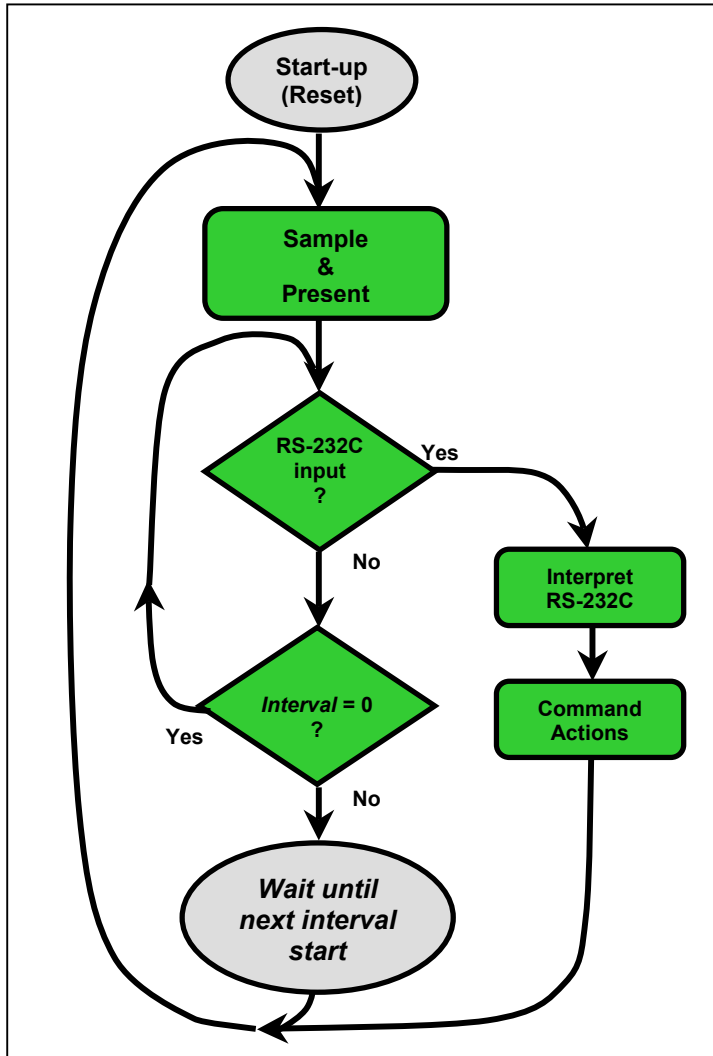 Start-up
(Reset)
Sample
&
Present
RS-232C
input
?
Yes
No
Interpret
RS-232C
Interval = 0
?
Yes
Command
Actions
No
Wait until
next interval
start